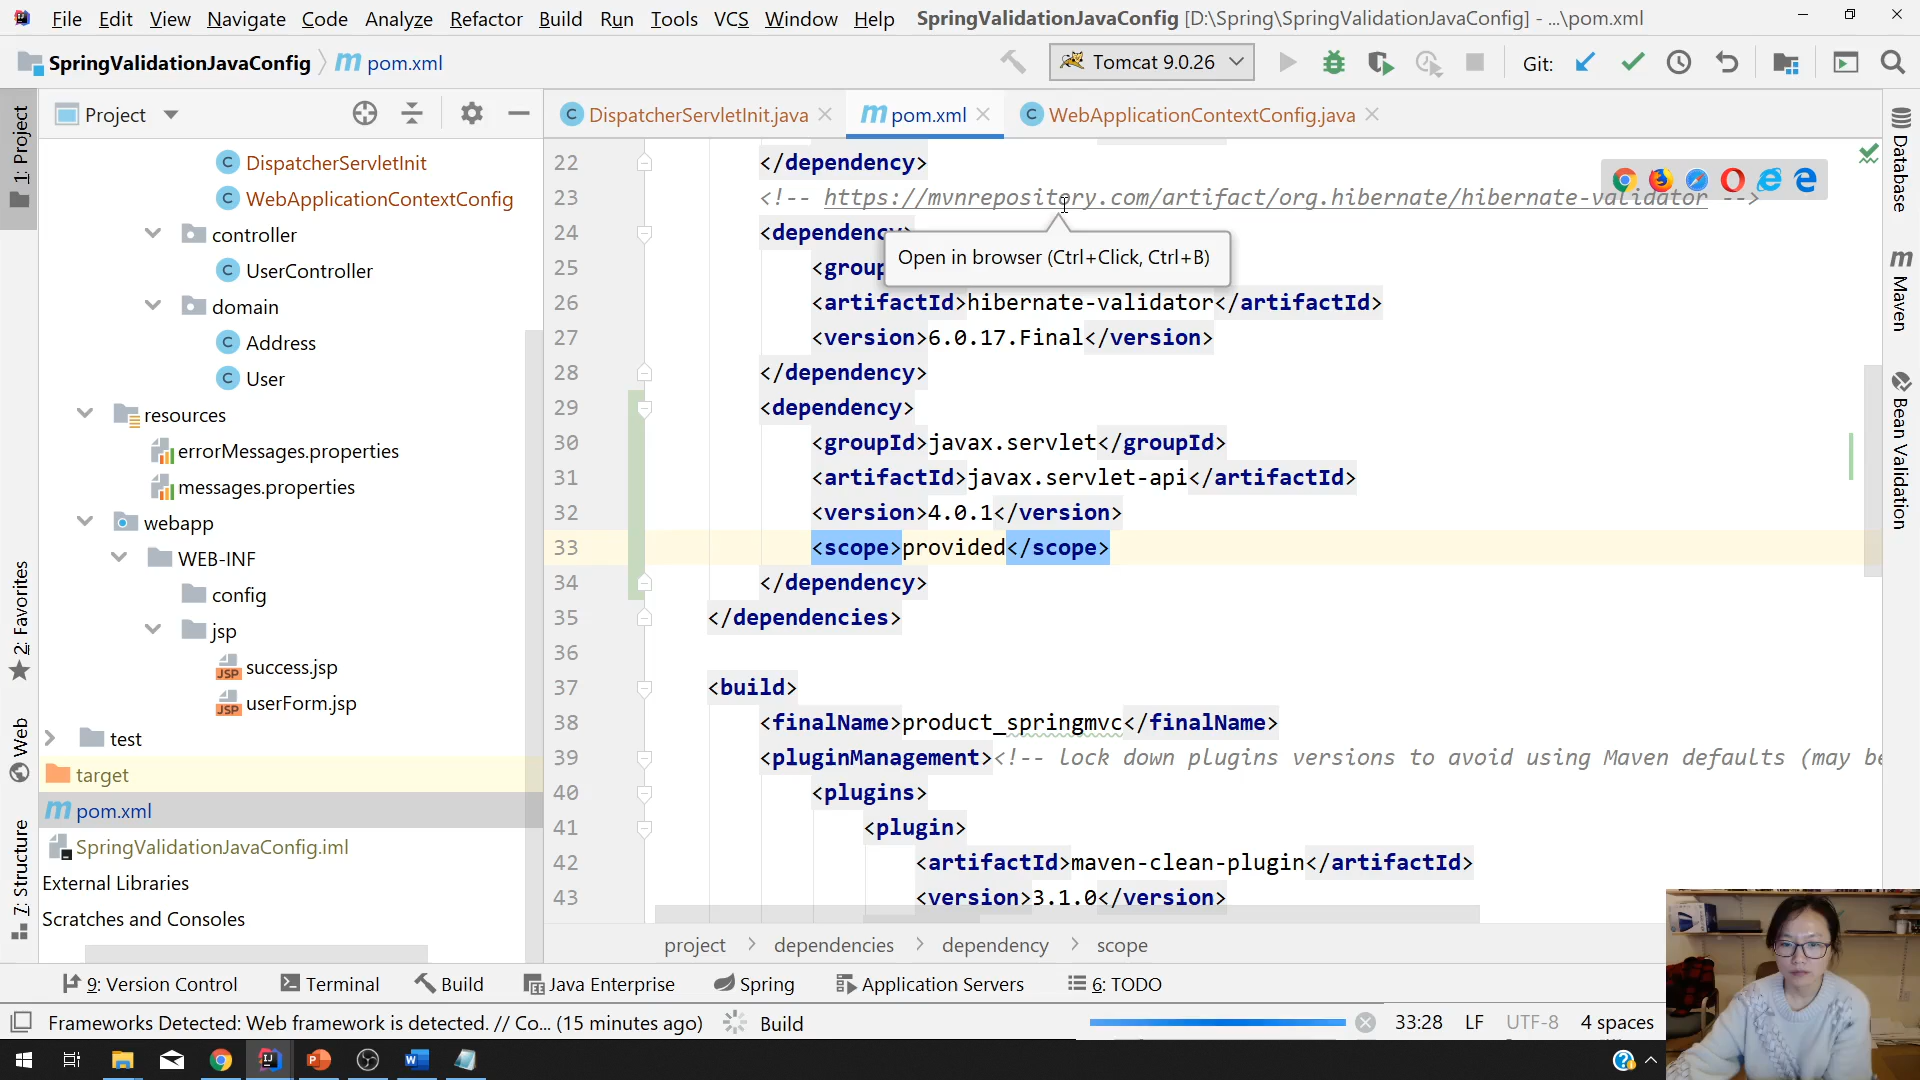 File Edit View Navigate Code Analyze Refactor Build Run Tools VCS Window Help SpringValidationJavaConfig [D:\Spring\SpringValidationJavaConfig] - ...\pom.xml
SpringValidationJavaConfig pom.xml Tomcat 9.0.26 Git:
Project
DispatcherServletInit.java pom.xml WebApplicationContextConfig.java
1: Project
2: Favorites
Web
7: Structure
DispatcherServletInit
WebApplicationContextConfig
controller
UserController
domain
Address
User
resources
errorMessages.properties
messages.properties
webapp
WEB-INF
config
jsp
success.jsp
userForm.jsp
test
target
pom.xml
SpringValidationJavaConfig.iml
External Libraries
Scratches and Consoles
22 </dependency>
23 <!-- https://mvnrepository.com/artifact/org.hibernate/hibernate-validator -->
24 <dependency>
Open in browser (Ctrl+Click, Ctrl+B)
25 <group
26 <artifactId>hibernate-validator</artifactId>
27 <version>6.0.17.Final</version>
28 </dependency>
29 <dependency>
30 <groupId>javax.servlet</groupId>
31 <artifactId>javax.servlet-api</artifactId>
32 <version>4.0.1</version>
33 <scope>provided</scope>
34 </dependency>
35 </dependencies>
36
37 <build>
38 <finalName>product_springmvc</finalName>
39 <pluginManagement><!-- lock down plugins versions to avoid using Maven defaults (may be
40 <plugins>
41 <plugin>
42 <artifactId>maven-clean-plugin</artifactId>
43 <version>3.1.0</version>
project dependencies dependency scope
Database
Maven
Bean Validation
9: Version Control Terminal Build Java Enterprise Spring Application Servers 6: TODO
Frameworks Detected: Web framework is detected. // Co... (15 minutes ago) Build 33:28 LF UTF-8 4 spaces